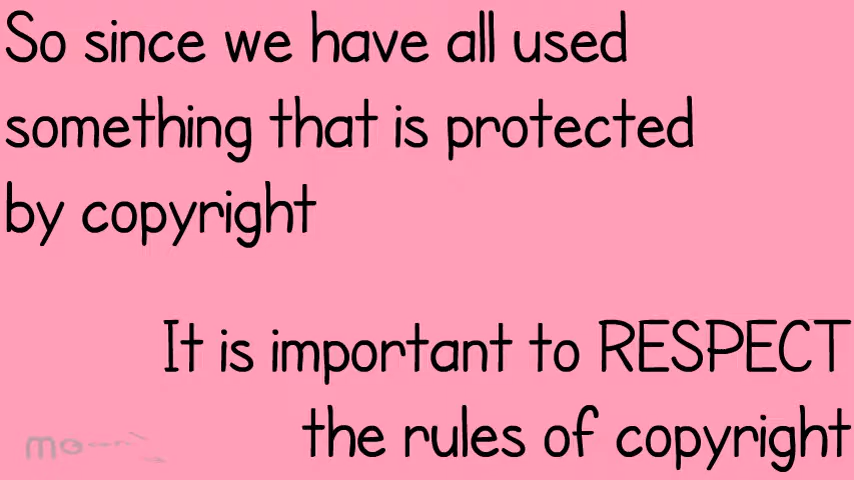 So since we have all used
something that is protected
by copyright
It is important to RESPECT
the rules of copyright